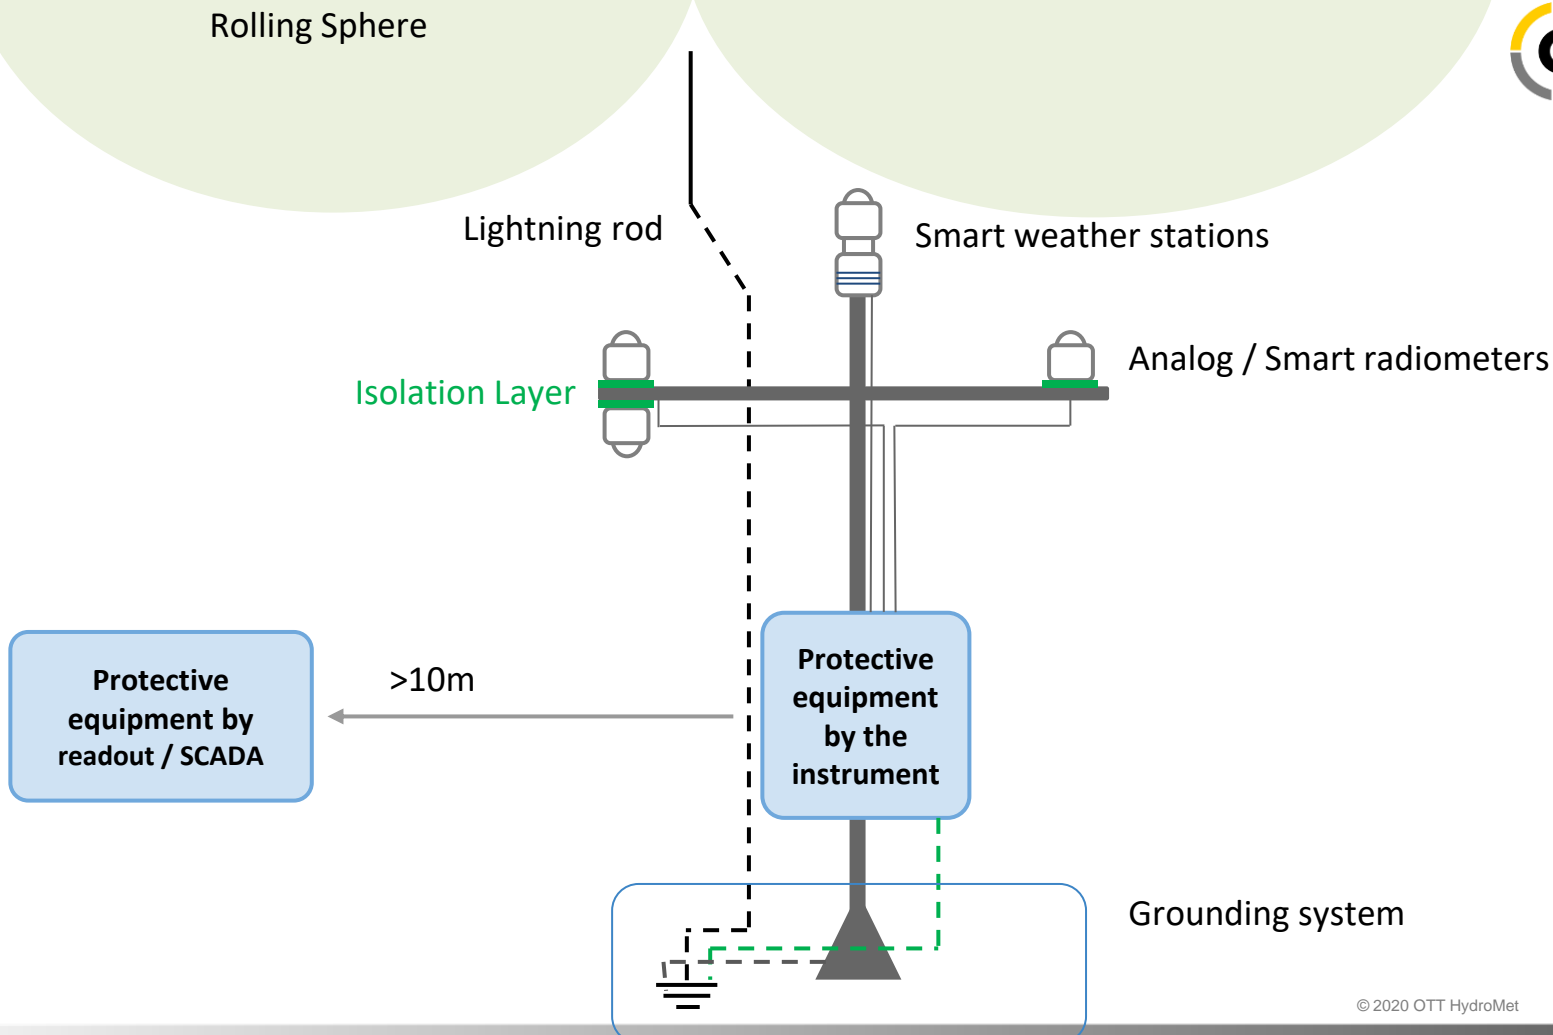 Rolling Sphere
Lightning rod
Smart weather stations
Analog / Smart radiometers
Isolation Layer
Protective
equipment by
readout / SCADA
>10m
Protective
equipment
by the
instrument
Grounding system
© 2020 OTT HydroMet